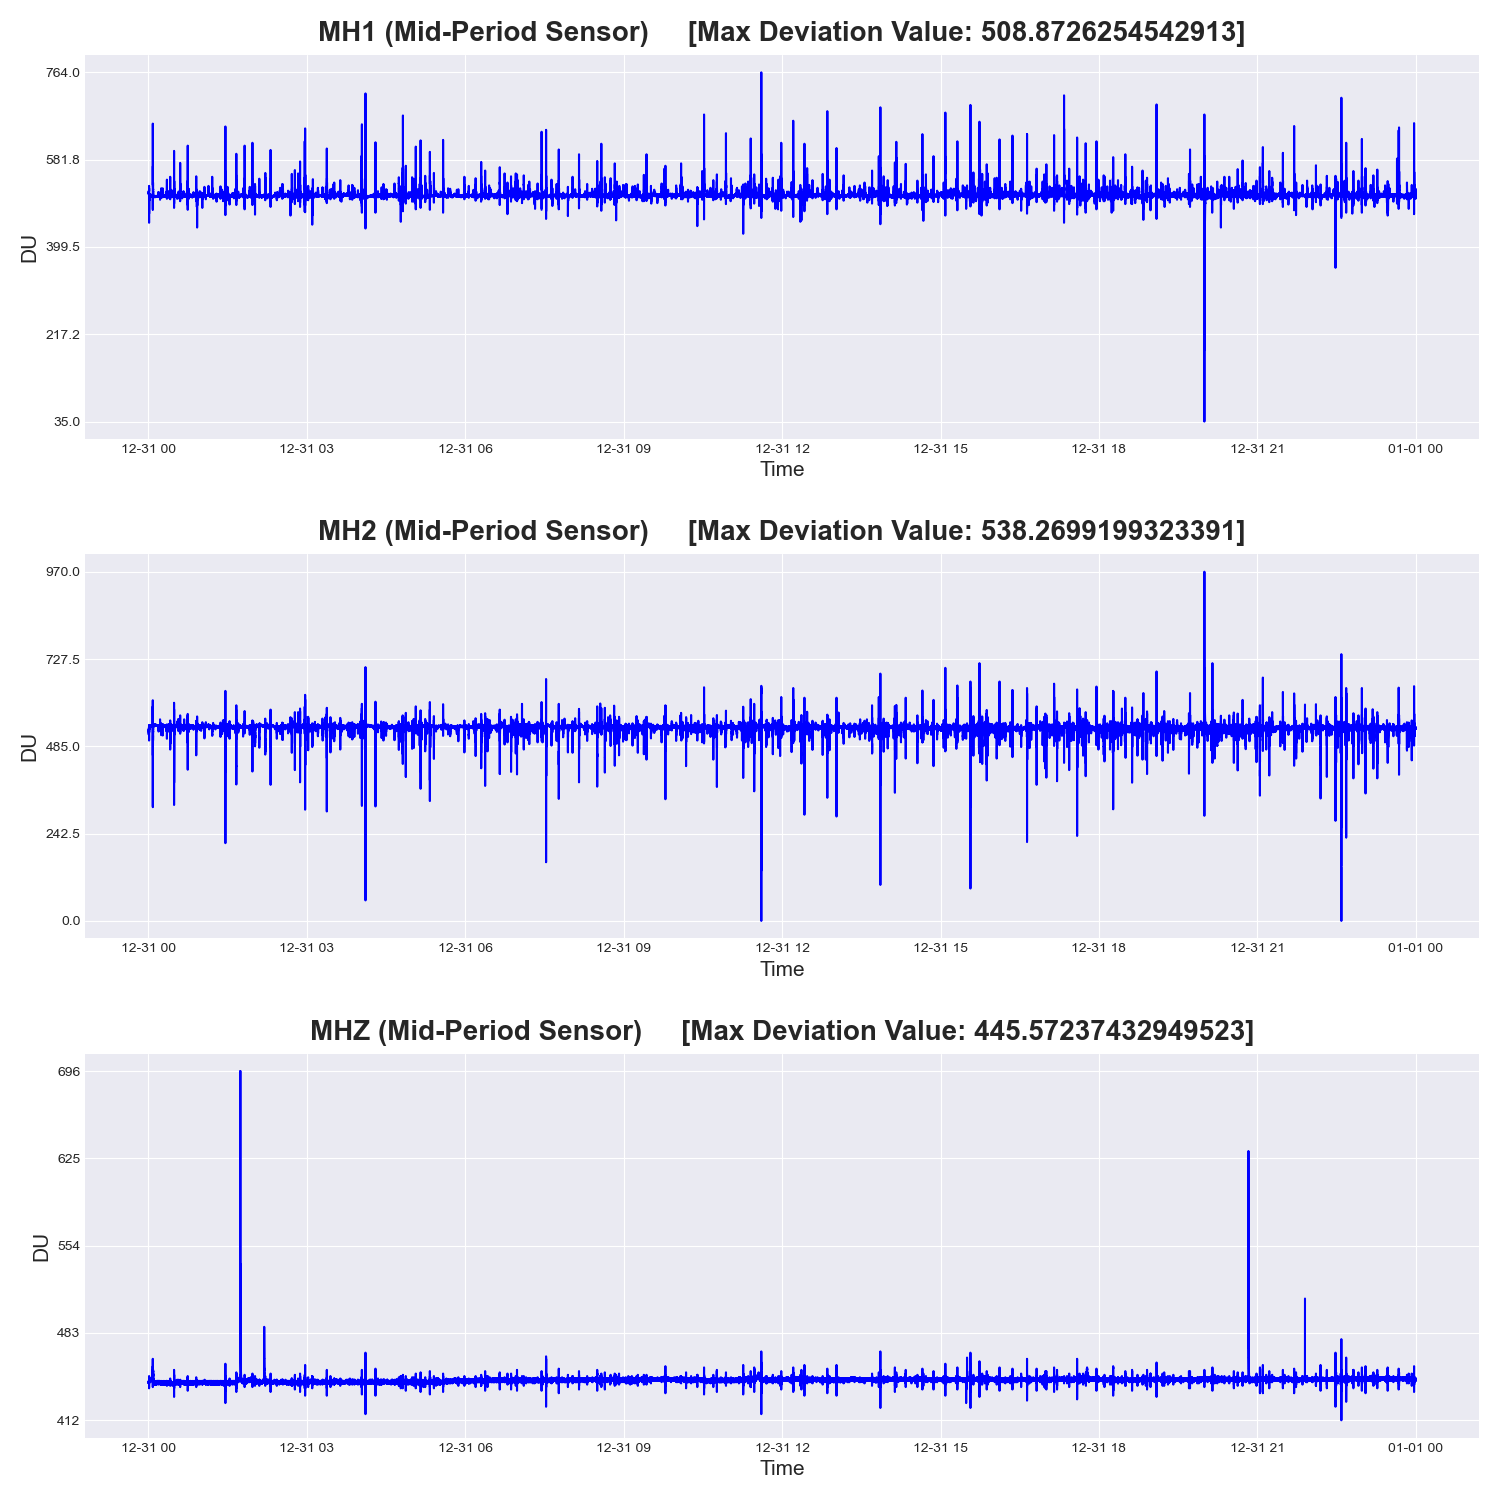 MH1 (Mid-Period Sensor) [Max Deviation Value: 508.8726254542913]
764.0
581.8
399.5
217.2
35.0
DU
12-31 00 12-31 03 12-31 06 12-31 09 12-31 12 12-31 15 12-31 18 12-31 21 01-01 00
Time
MH2 (Mid-Period Sensor) [Max Deviation Value: 538.2699199323391]
970.0
727.5
485.0
242.5
0.0
DU
12-31 00 12-31 03 12-31 06 12-31 09 12-31 12 12-31 15 12-31 18 12-31 21 01-01 00
Time
MHZ (Mid-Period Sensor) [Max Deviation Value: 445.57237432949523]
696
625
554
483
412
DU
12-31 00 12-31 03 12-31 06 12-31 09 12-31 12 12-31 15 12-31 18 12-31 21 01-01 00
Time